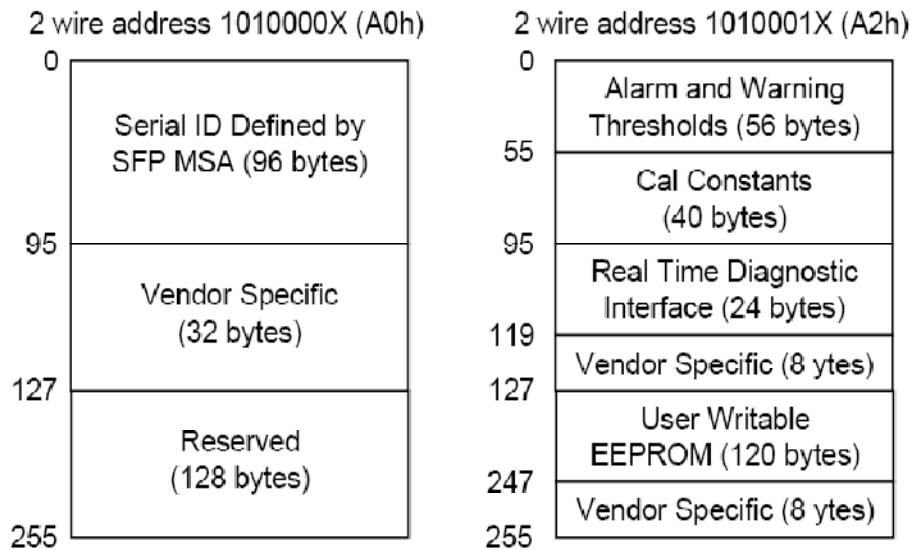 2 wire address 1010000X (A0h)
0
Serial ID Defined by
SFP MSA (96 bytes)
95
Vendor Specific
(32 bytes)
127
Reserved
(128 bytes)
255
2 wire address 1010001X (A2h)
0
Alarm and Warning
Thresholds (56 bytes)
55
Cal Constants
(40 bytes)
95
Real Time Diagnostic
Interface (24 bytes)
119
Vendor Specific (8 ytes)
127
User Writable
EEPROM (120 bytes)
247
Vendor Specific (8 ytes)
255